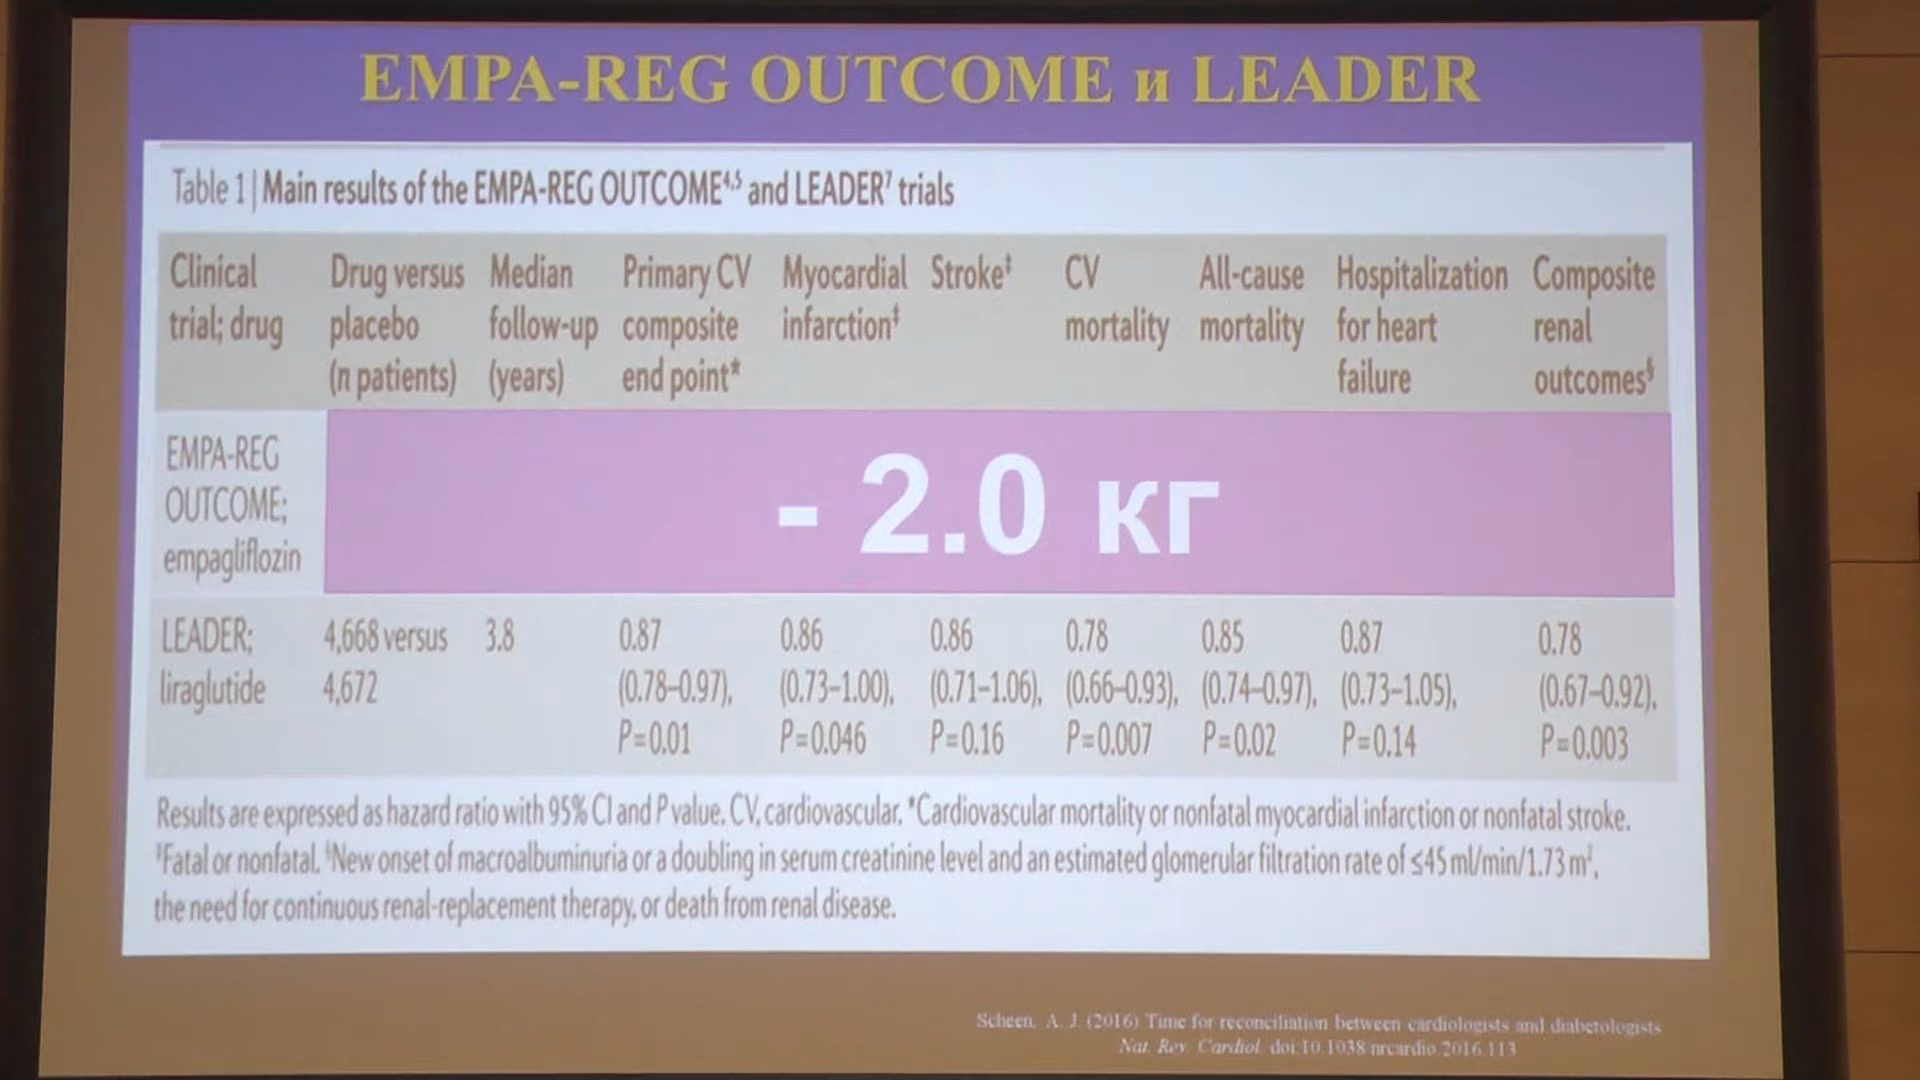 EMPA-REG OUTCOME и LEADER
Table 1 | Main results of the EMPA-REG OUTCOME⁴,⁵ and LEADER⁷ trials
Clinical trial; drug
Drug versus placebo (n patients)
Median follow-up (years)
Primary CV composite end point*
Myocardial infarction‡
Stroke‡
CV mortality
All-cause mortality
Hospitalization for heart failure
Composite renal outcomes§
EMPA-REG OUTCOME; empagliflozin
- 2.0 кг
LEADER; liraglutide
4,668 versus 4,672
3.8
0.87 (0.78–0.97), P=0.01
0.86 (0.73–1.00), P=0.046
0.86 (0.71–1.06), P=0.16
0.78 (0.66–0.93), P=0.007
0.85 (0.74–0.97), P=0.02
0.87 (0.73–1.05), P=0.14
0.78 (0.67–0.92), P=0.003
Results are expressed as hazard ratio with 95% CI and P value. CV, cardiovascular. *Cardiovascular mortality or nonfatal myocardial infarction or nonfatal stroke.
‡Fatal or nonfatal. §New onset of macroalbuminuria or a doubling in serum creatinine level and an estimated glomerular filtration rate of ≤45 ml/min/1.73 m²,
the need for continuous renal-replacement therapy, or death from renal disease.
Scheen, A. J. (2016) Time for reconciliation between cardiologists and diabetologists
Nat. Rev. Cardiol. doi:10.1038/nrcardio.2016.113